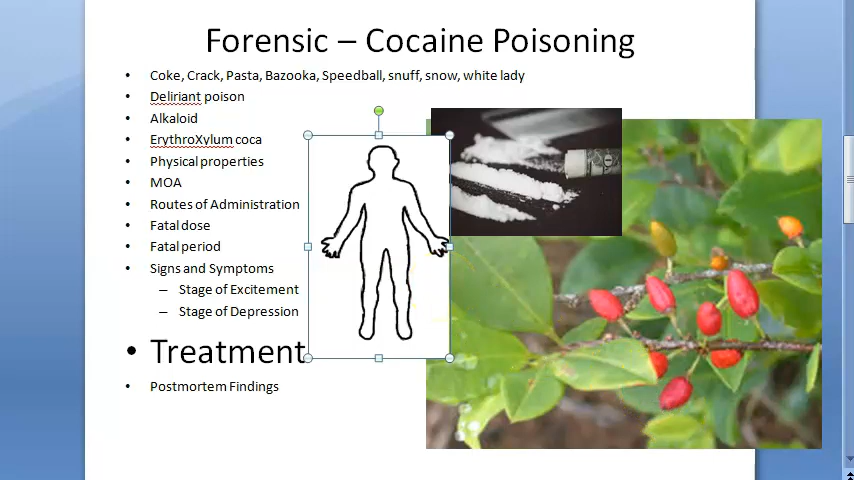 Forensic – Cocaine Poisoning
• Coke, Crack, Pasta, Bazooka, Speedball, snuff, snow, white lady
• Deliriant poison
• Alkaloid
• ErythroXylum coca
• Physical properties
• MOA
• Routes of Administration
• Fatal dose
• Fatal period
• Signs and Symptoms
– Stage of Excitement
– Stage of Depression
• Treatment
• Postmortem Findings